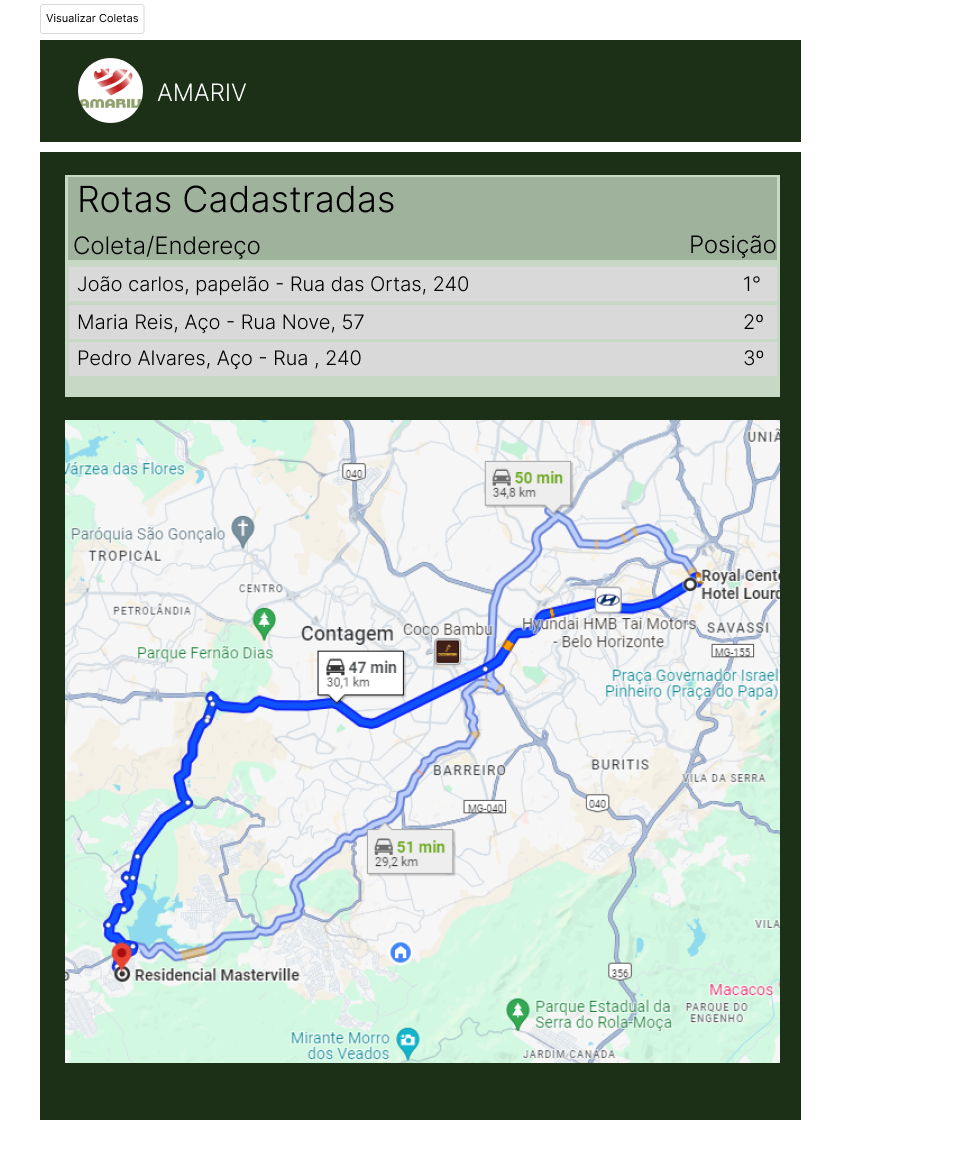 Visualizar Coletas
AMARIV
AMARIV
Rotas Cadastradas
Coleta/Endereço
Posição
João carlos, papelão - Rua das Ortas, 240
1°
Maria Reis, Aço - Rua Nove, 57
2º
Pedro Alvares, Aço - Rua , 240
3º
UNIÃ
Várzea das Flores
040
50 min
34,8 km
Paróquia São Gonçalo
TROPICAL
Royal Cente
Hotel Lourd
CENTRO
PETROLÂNDIA
Contagem
Coco Bambu
Hyundai HMB Tai Motors
- Belo Horizonte
SAVASSI
MG-155
Parque Fernão Dias
47 min
30,1 km
Praça Governador Israel
Pinheiro (Praça do Papa)
BARREIRO
BURITIS
VILA DA SERRA
MG-040
040
51 min
29,2 km
VILA
Residencial Masterville
356
Macacos
Parque Estadual da
Serra do Rola-Moça
PARQUE DO
ENGENHO
Mirante Morro
dos Veados
JARDIM CANADA